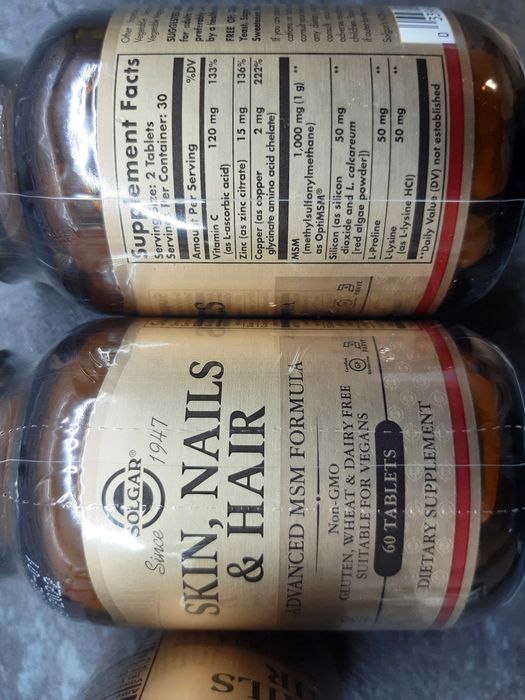 Supplement Facts
Serving Size: 2 Tablets
Serving Per Container: 30
Amount Per Serving %DV
Vitamin C 120 mg 133%
(as L-ascorbic acid)
Zinc (as zinc citrate) 15 mg 136%
Copper (as copper 2 mg 222%
glycinate amino acid chelate)
MSM 1,000 mg (1 g) **
(methylsulfonylmethane)
as OptiMSM®
Silicon (as silicon 50 mg **
dioxide and L. calcareum
[red algae powder])
L-Proline 50 mg **
L-Lysine 50 mg **
(as L-lysine HCl)
**Daily Value (DV) not established
SOLGAR®
Since 1947
SKIN, NAILS
& HAIR
ADVANCED MSM FORMULA
Non-GMO
GLUTEN, WHEAT & DAIRY FREE
SUITABLE FOR VEGANS
60 TABLETS
DIETARY SUPPLEMENT